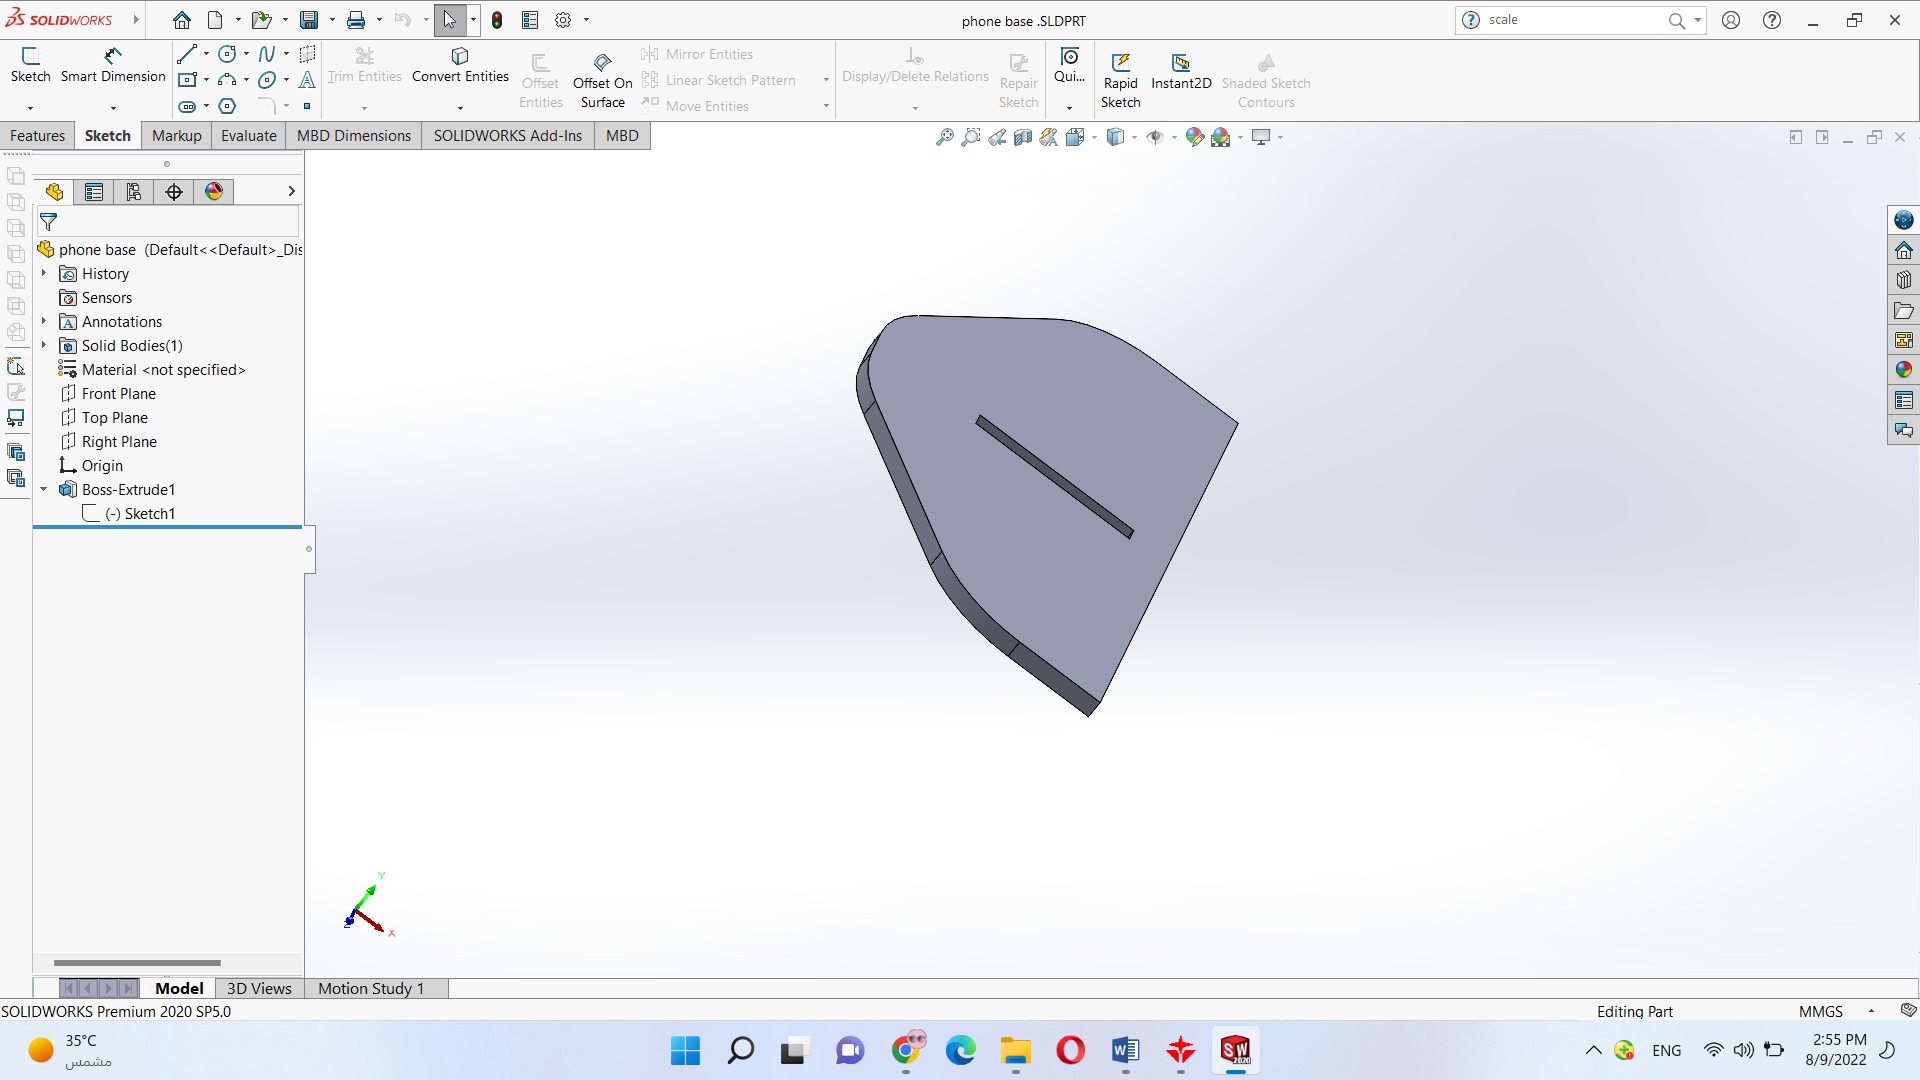 SOLIDWORKS
phone base .SLDPRT
scale
Sketch
Smart Dimension
Trim Entities
Convert Entities
Offset Entities
Offset On Surface
Mirror Entities
Linear Sketch Pattern
Move Entities
Display/Delete Relations
Repair Sketch
Qui...
Rapid Sketch
Instant2D
Shaded Sketch Contours
Features
Sketch
Markup
Evaluate
MBD Dimensions
SOLIDWORKS Add-Ins
MBD
phone base (Default<<Default>_Dis
History
Sensors
Annotations
Solid Bodies(1)
Material <not specified>
Front Plane
Top Plane
Right Plane
Origin
Boss-Extrude1
(-) Sketch1
Y
Z
X
Model
3D Views
Motion Study 1
SOLIDWORKS Premium 2020 SP5.0
Editing Part
MMGS
35°C
مشمس
SW
2020
ENG
2:55 PM
8/9/2022